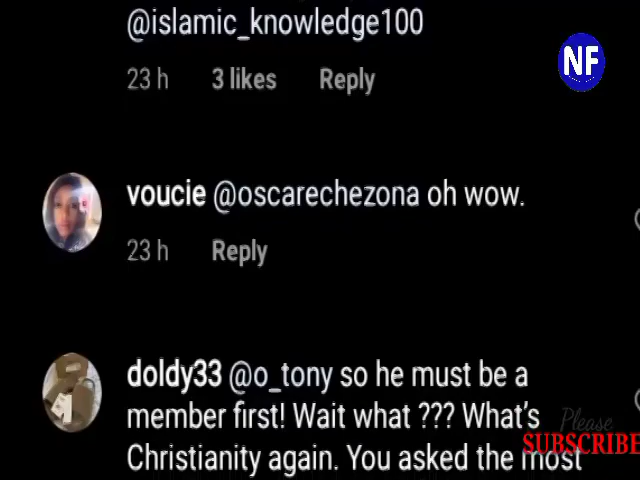 @islamic_knowledge100
23 h 3 likes Reply
NF
voucie @oscarechezona oh wow.
23 h Reply
doldy33 @o_tony so he must be a
member first! Wait what ??? What's
Christianity again. You asked the most
Please
SUBSCRIBE